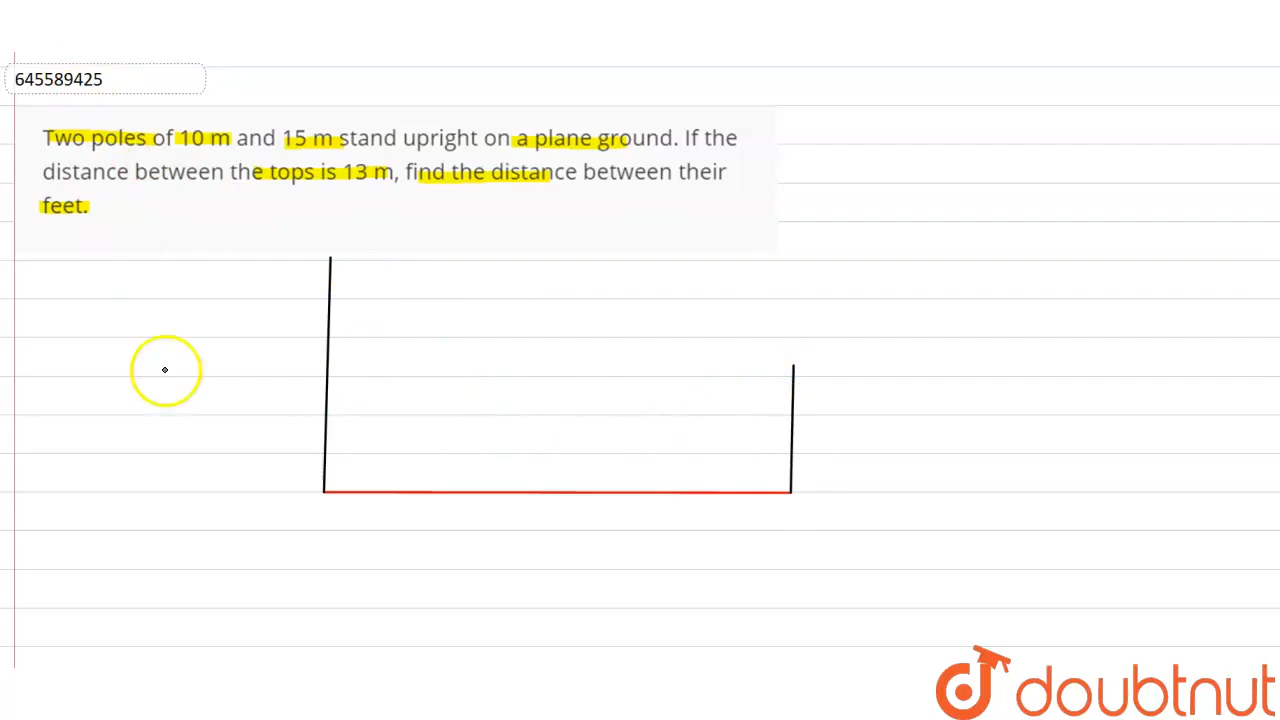 645589425
Two poles of 10 m and 15 m stand upright on a plane ground. If the
distance between the tops is 13 m, find the distance between their
feet.
doubtnut